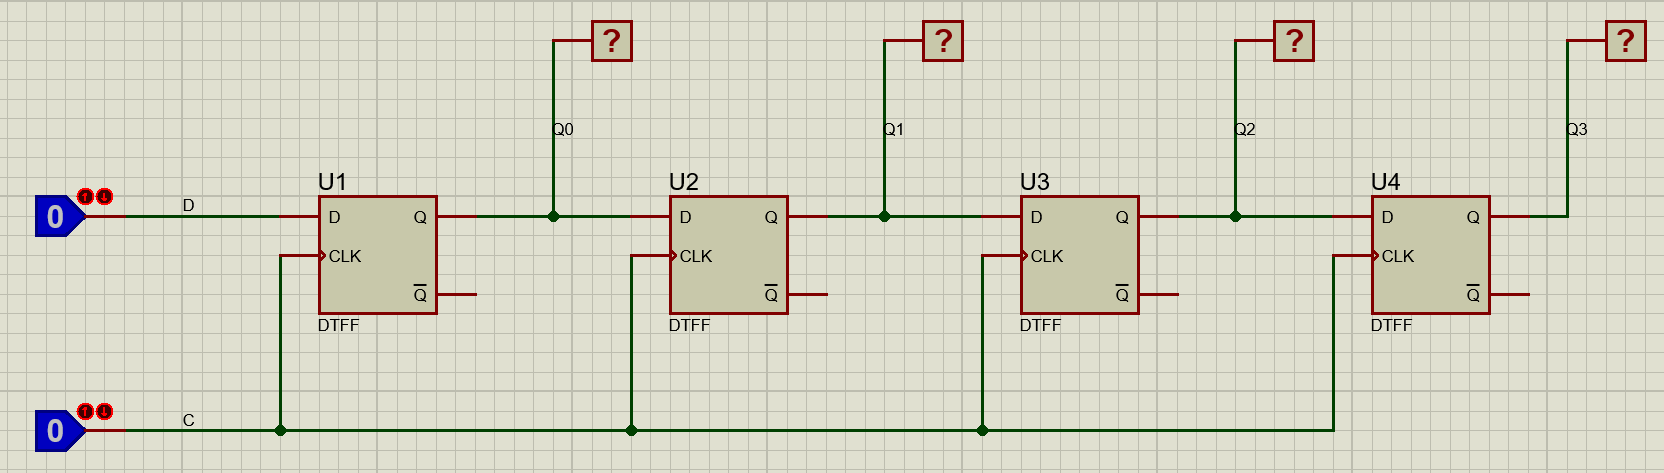 ? ? ? ?
Q0 Q1 Q2 Q3
U1 U2 U3 U4
0 D D Q D Q D Q D Q
CLK CLK CLK CLK
Q Q Q Q
DTFF DTFF DTFF DTFF
0 C